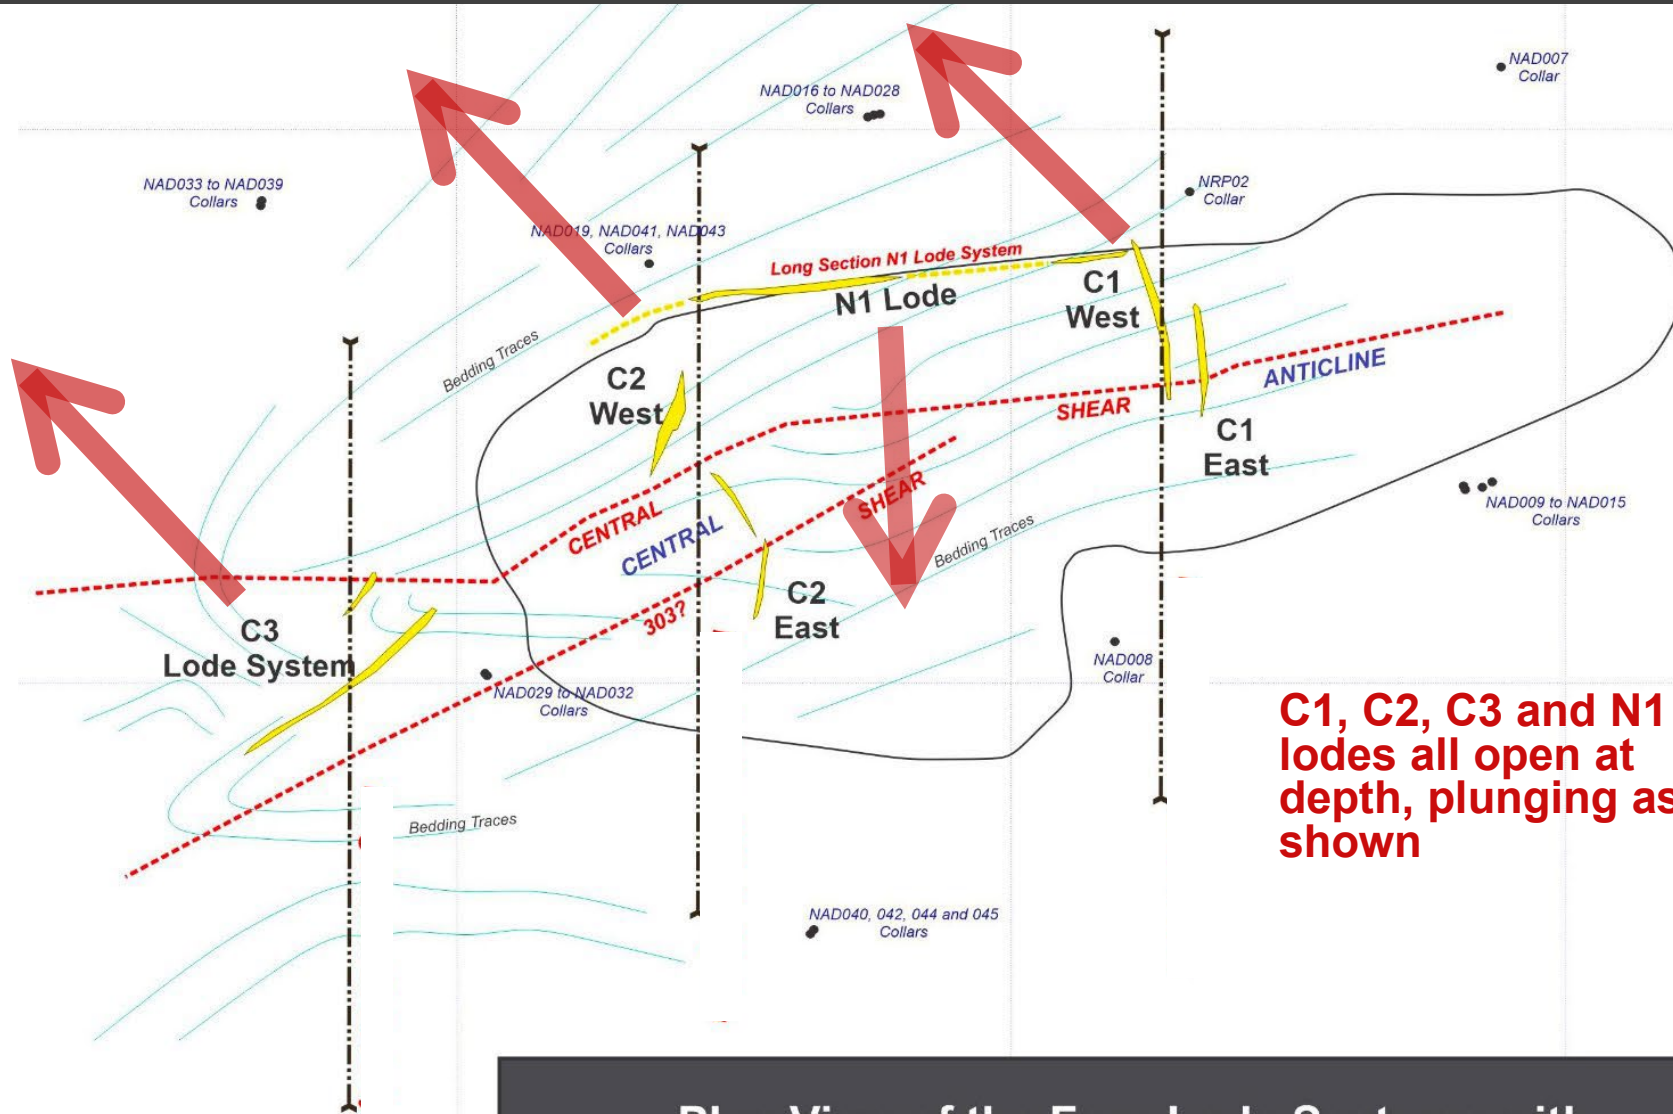 NAD007
Collar
NAD016 to NAD028
Collars
NAD033 to NAD039
Collars
NRP02
Collar
NAD019, NAD041, NAD043
Collars
Long Section N1 Lode System
N1 Lode
C1
West
Bedding Traces
C2
West
ANTICLINE
SHEAR
C1
East
SHEAR
CENTRAL
CENTRAL
NAD009 to NAD015
Collars
Bedding Traces
C2
East
303?
C3
Lode System
NAD008
Collar
NAD029 to NAD032
Collars
C1, C2, C3 and N1
lodes all open at
depth, plunging as
shown
Bedding Traces
NAD040, 042, 044 and 045
Collars